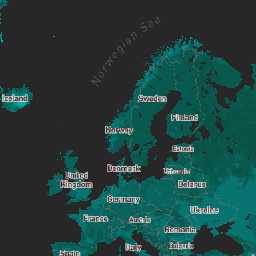 Norwegian Sea
Iceland
Sweden
Finland
Norway
Estonia
Denmark
Lithuania
United
Kingdom
Belarus
Germany
Ukraine
France
Austria
Romania
Spain
Italy
Bulgaria